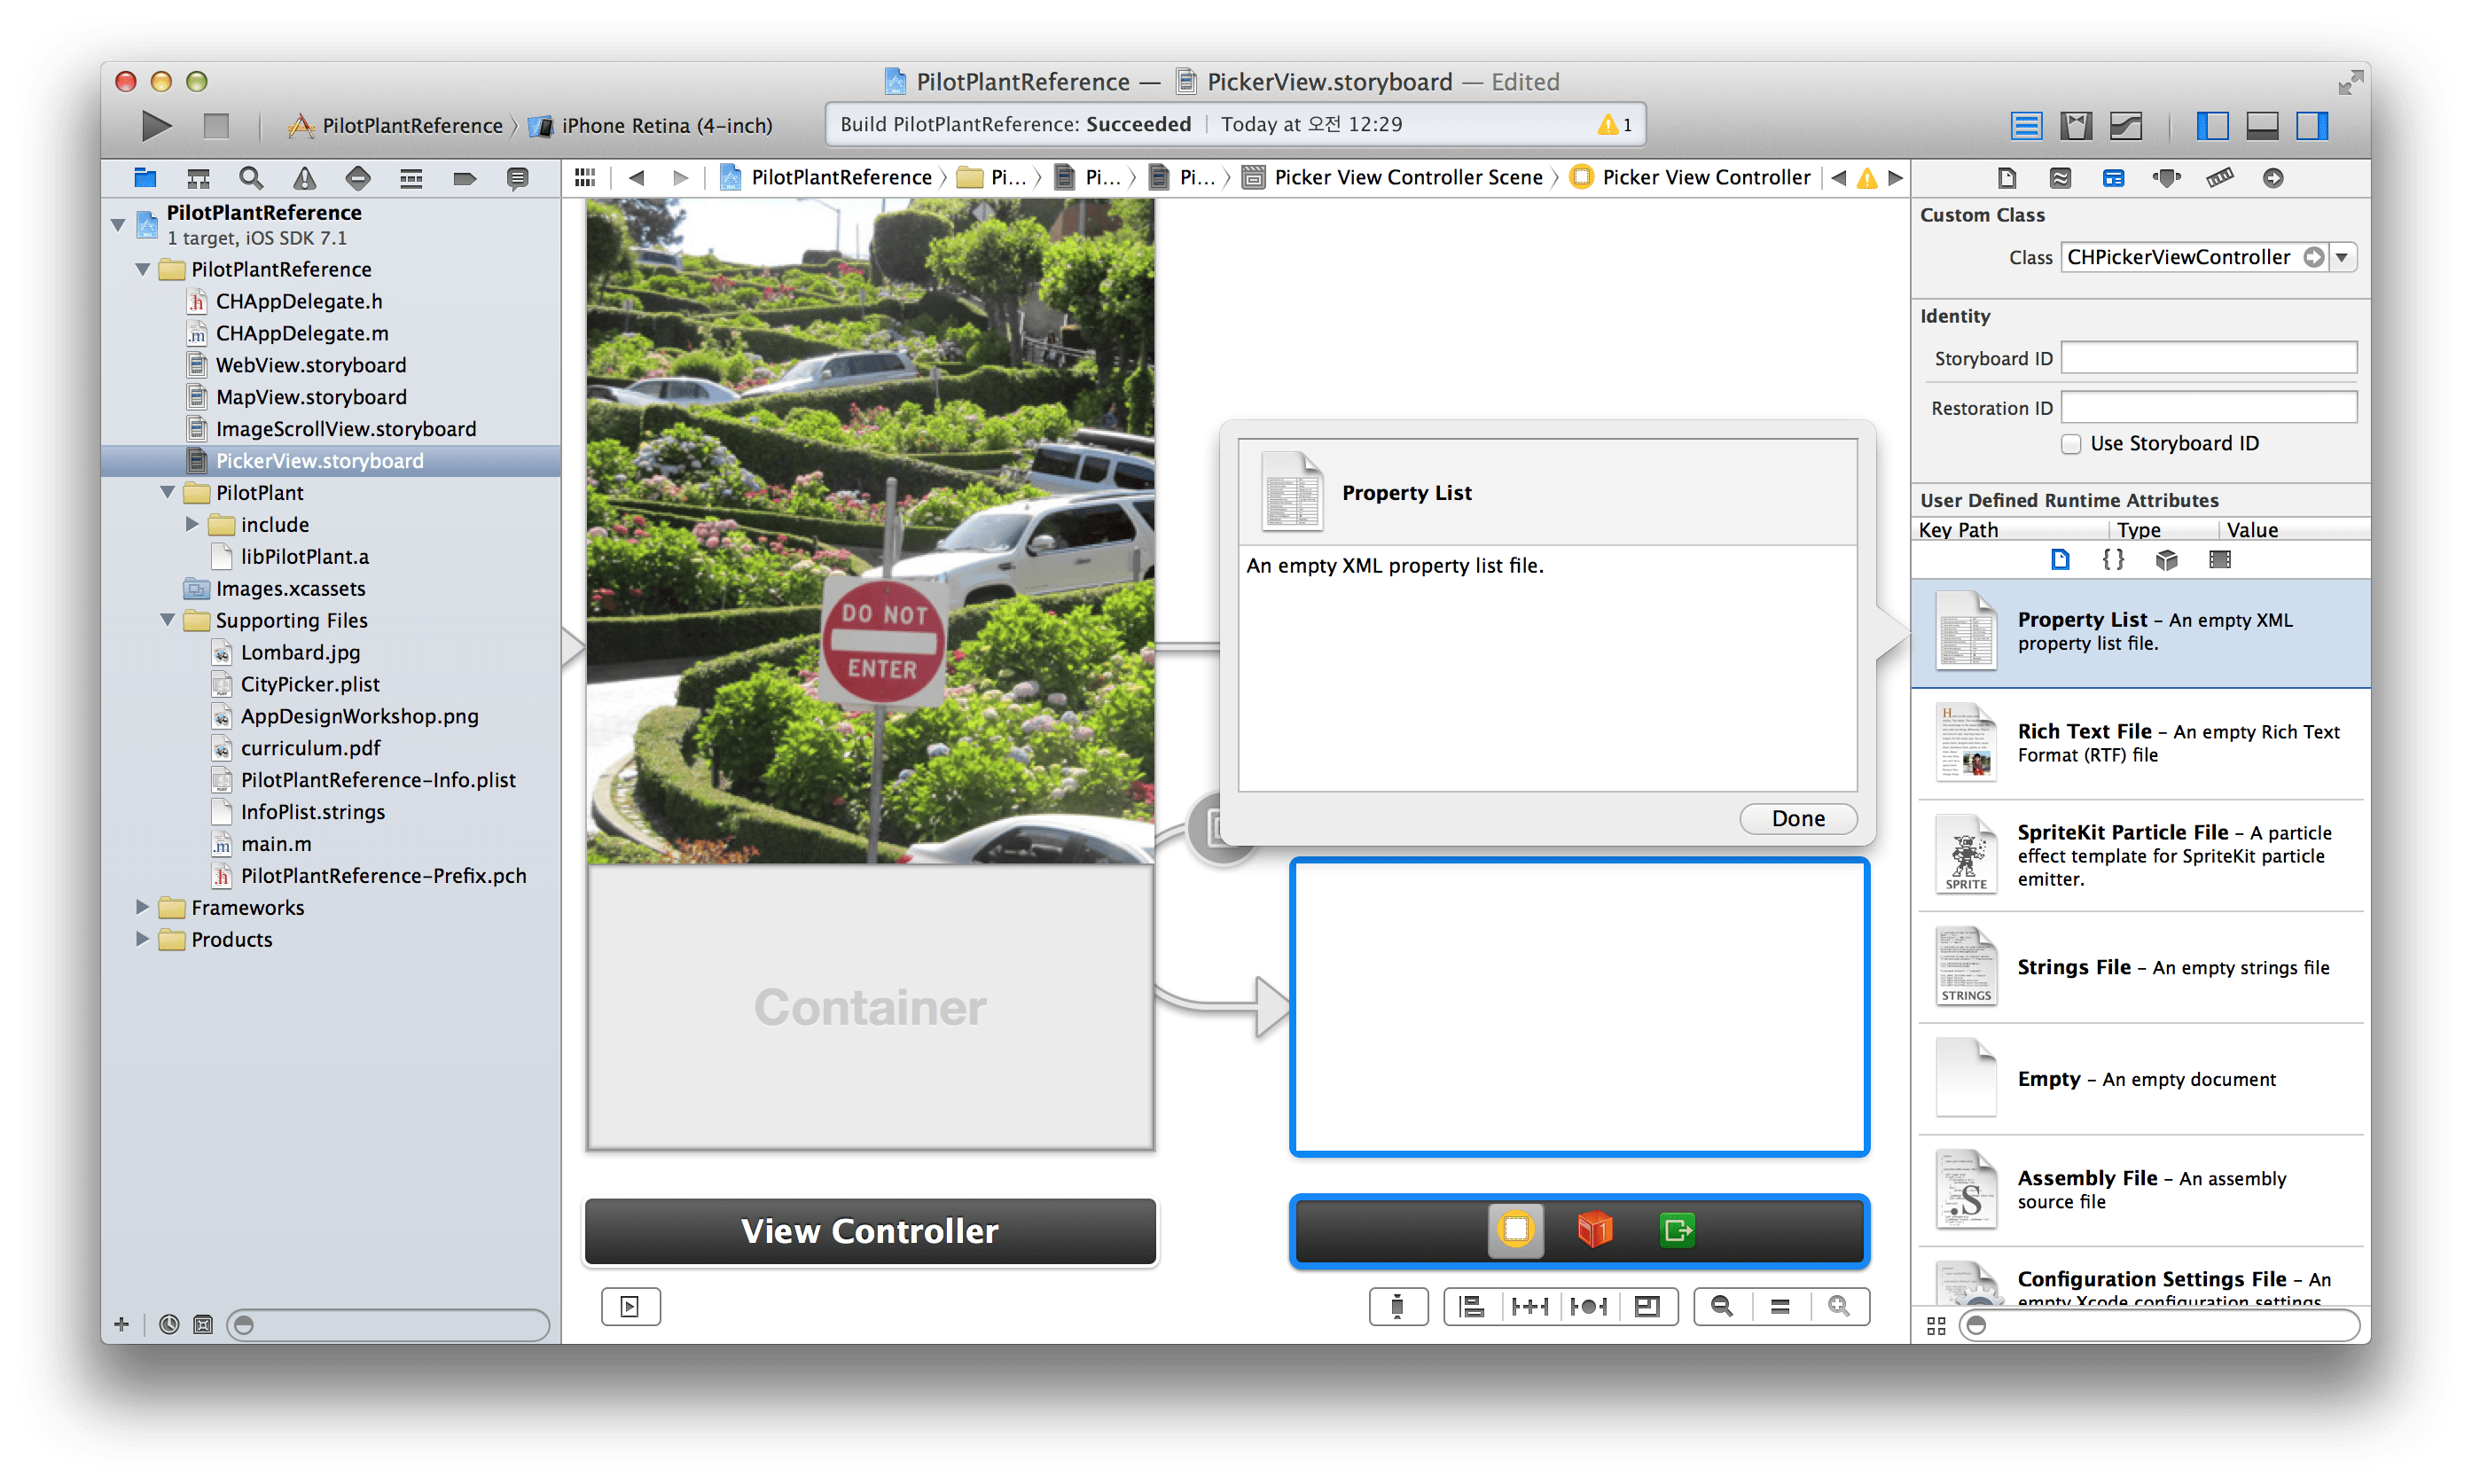 PilotPlantReference — PickerView.storyboard — Edited
PilotPlantReference iPhone Retina (4-inch)
Build PilotPlantReference: Succeeded Today at 오전 12:29 1
PilotPlantReference Pi... Pi... Pi... Picker View Controller Scene Picker View Controller
PilotPlantReference
1 target, iOS SDK 7.1
PilotPlantReference
CHAppDelegate.h
CHAppDelegate.m
WebView.storyboard
MapView.storyboard
ImageScrollView.storyboard
PickerView.storyboard
PilotPlant
include
libPilotPlant.a
Images.xcassets
Supporting Files
Lombard.jpg
CityPicker.plist
AppDesignWorkshop.png
curriculum.pdf
PilotPlantReference-Info.plist
InfoPlist.strings
main.m
PilotPlantReference-Prefix.pch
Frameworks
Products
DO NOT
ENTER
Container
View Controller
Property List
An empty XML property list file.
Done
Custom Class
Class CHPickerViewController
Identity
Storyboard ID
Restoration ID
Use Storyboard ID
User Defined Runtime Attributes
Key Path Type Value
Property List – An empty XML
property list file.
Rich Text File – An empty Rich Text
Format (RTF) file
SPRITE
SpriteKit Particle File – A particle
effect template for SpriteKit particle
emitter.
STRINGS
Strings File – An empty strings file
Empty – An empty document
.S
Assembly File – An assembly
source file
Configuration Settings File – An
empty Xcode configuration settings